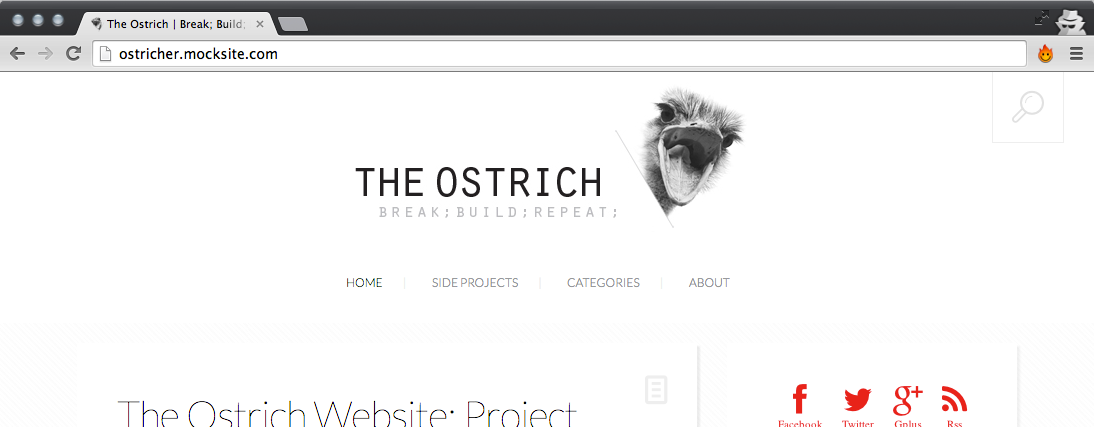 The Ostrich | Break; Build;
ostricher.mocksite.com
THE OSTRICH
BREAK; BUILD; REPEAT;
HOME
SIDE PROJECTS
CATEGORIES
ABOUT
The Ostrich Website: Project
Facebook
Twitter
Gplus
Rss